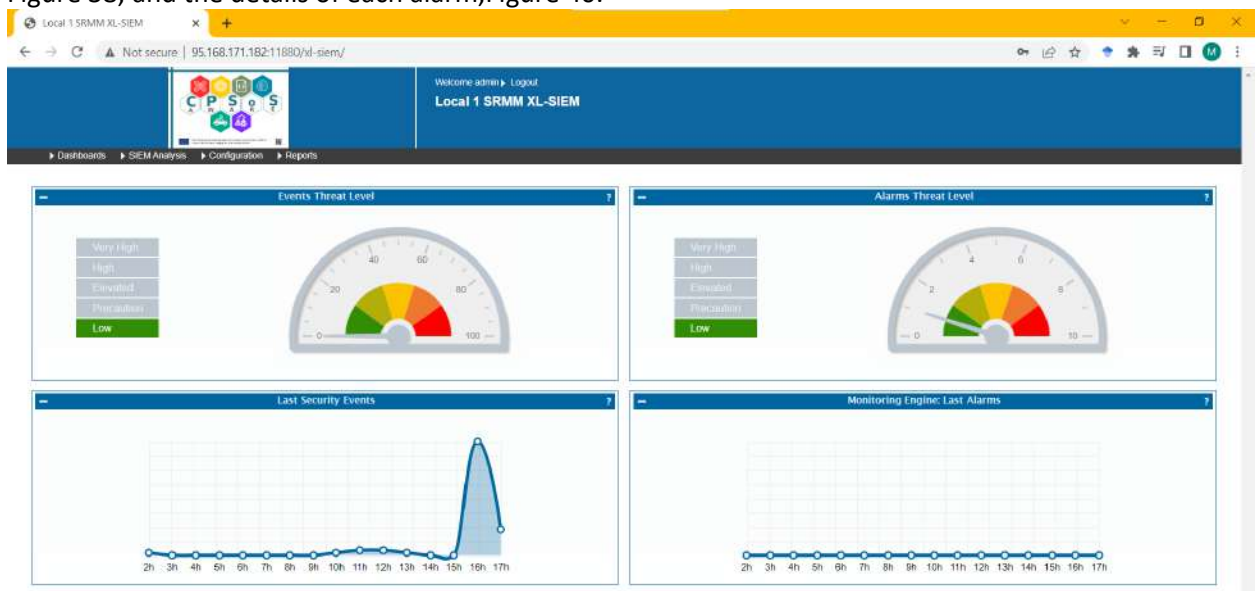 Figure 38, and the details of each alarm,Figure 40.
Local 1 SRMM XL-SIEM
Not secure | 95.168.171.182:11880/xl-siem/
M
CPSoS
AWARE
Welcome admin Logout
Local 1 SRMM XL-SIEM
Dashboards SIEM Analysis Configuration Reports
Events Threat Level ?
Very High
High
Elevated
Precaution
Low
0 20 40 60 80 100
Alarms Threat Level ?
Very High
High
Elevated
Precaution
Low
0 2 4 6 8 10
Last Security Events ?
2h 3h 4h 5h 6h 7h 8h 9h 10h 11h 12h 13h 14h 15h 16h 17h
Monitoring Engine: Last Alarms ?
2h 3h 4h 5h 6h 7h 8h 9h 10h 11h 12h 13h 14h 15h 16h 17h